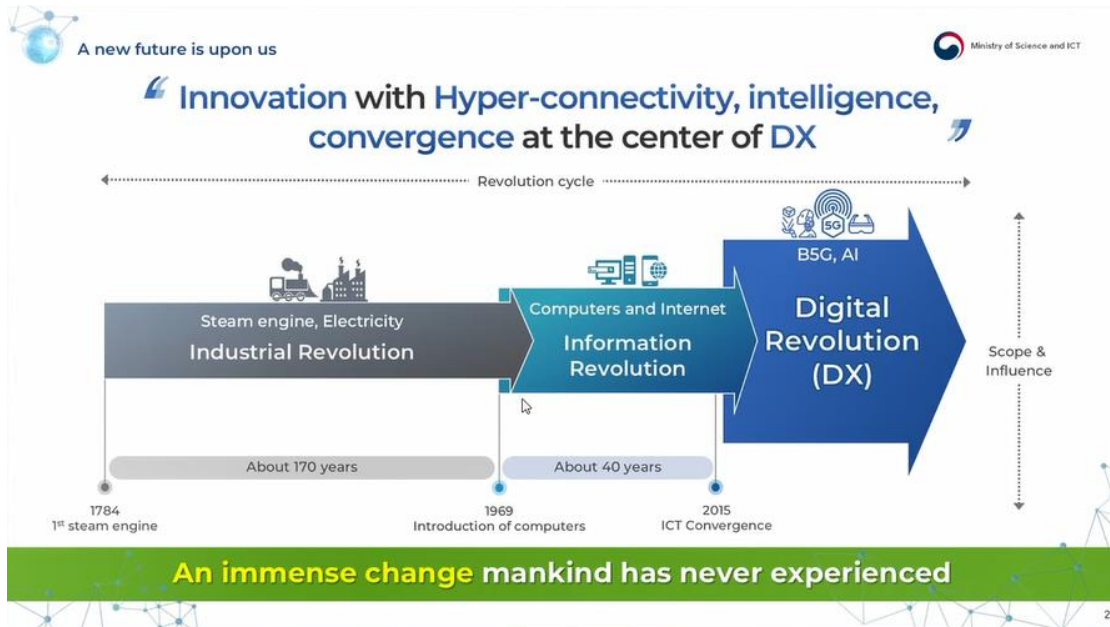 A new future is upon us
Ministry of Science and ICT
“ Innovation with Hyper-connectivity, intelligence,
convergence at the center of DX ”
Revolution cycle
5G
B5G, AI
Steam engine, Electricity
Industrial Revolution
Computers and Internet
Information
Revolution
Digital
Revolution
(DX)
Scope &
Influence
About 170 years
About 40 years
1784
1st steam engine
1969
Introduction of computers
2015
ICT Convergence
An immense change mankind has never experienced
2